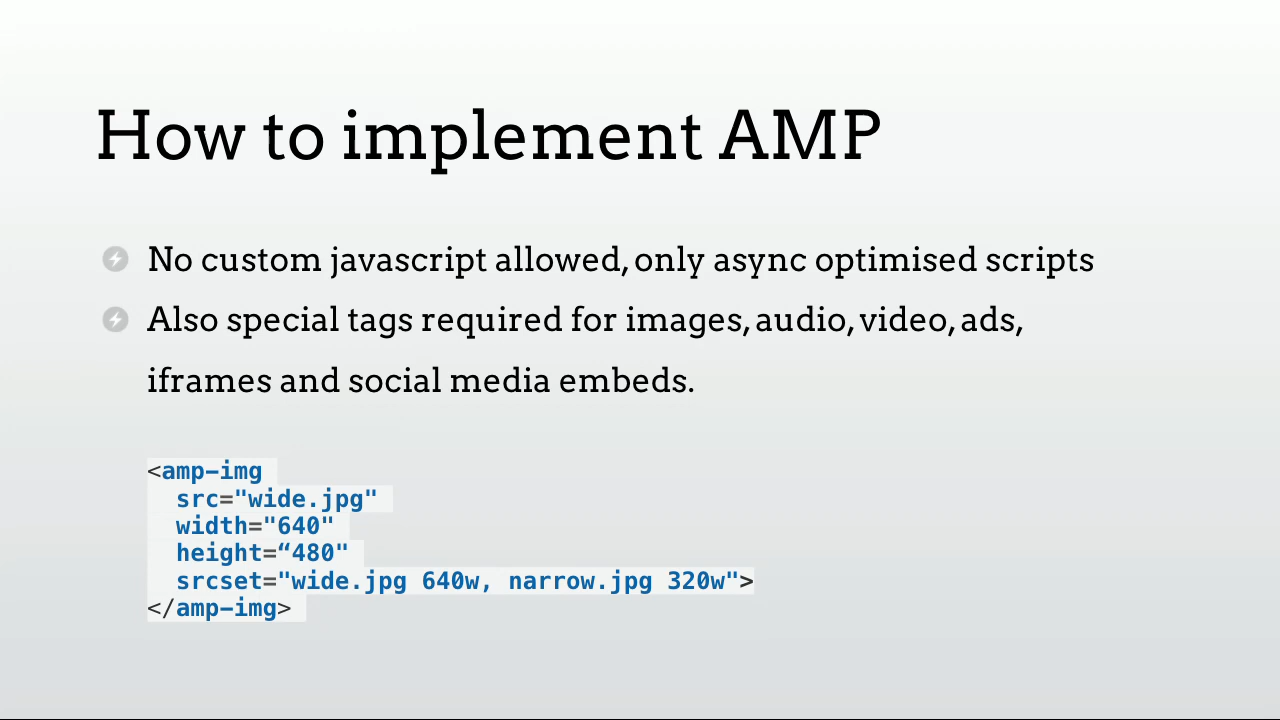 How to implement AMP
No custom javascript allowed, only async optimised scripts
Also special tags required for images, audio, video, ads,
iframes and social media embeds.
<amp-img
src="wide.jpg"
width="640"
height=“480"
srcset="wide.jpg 640w, narrow.jpg 320w">
</amp-img>